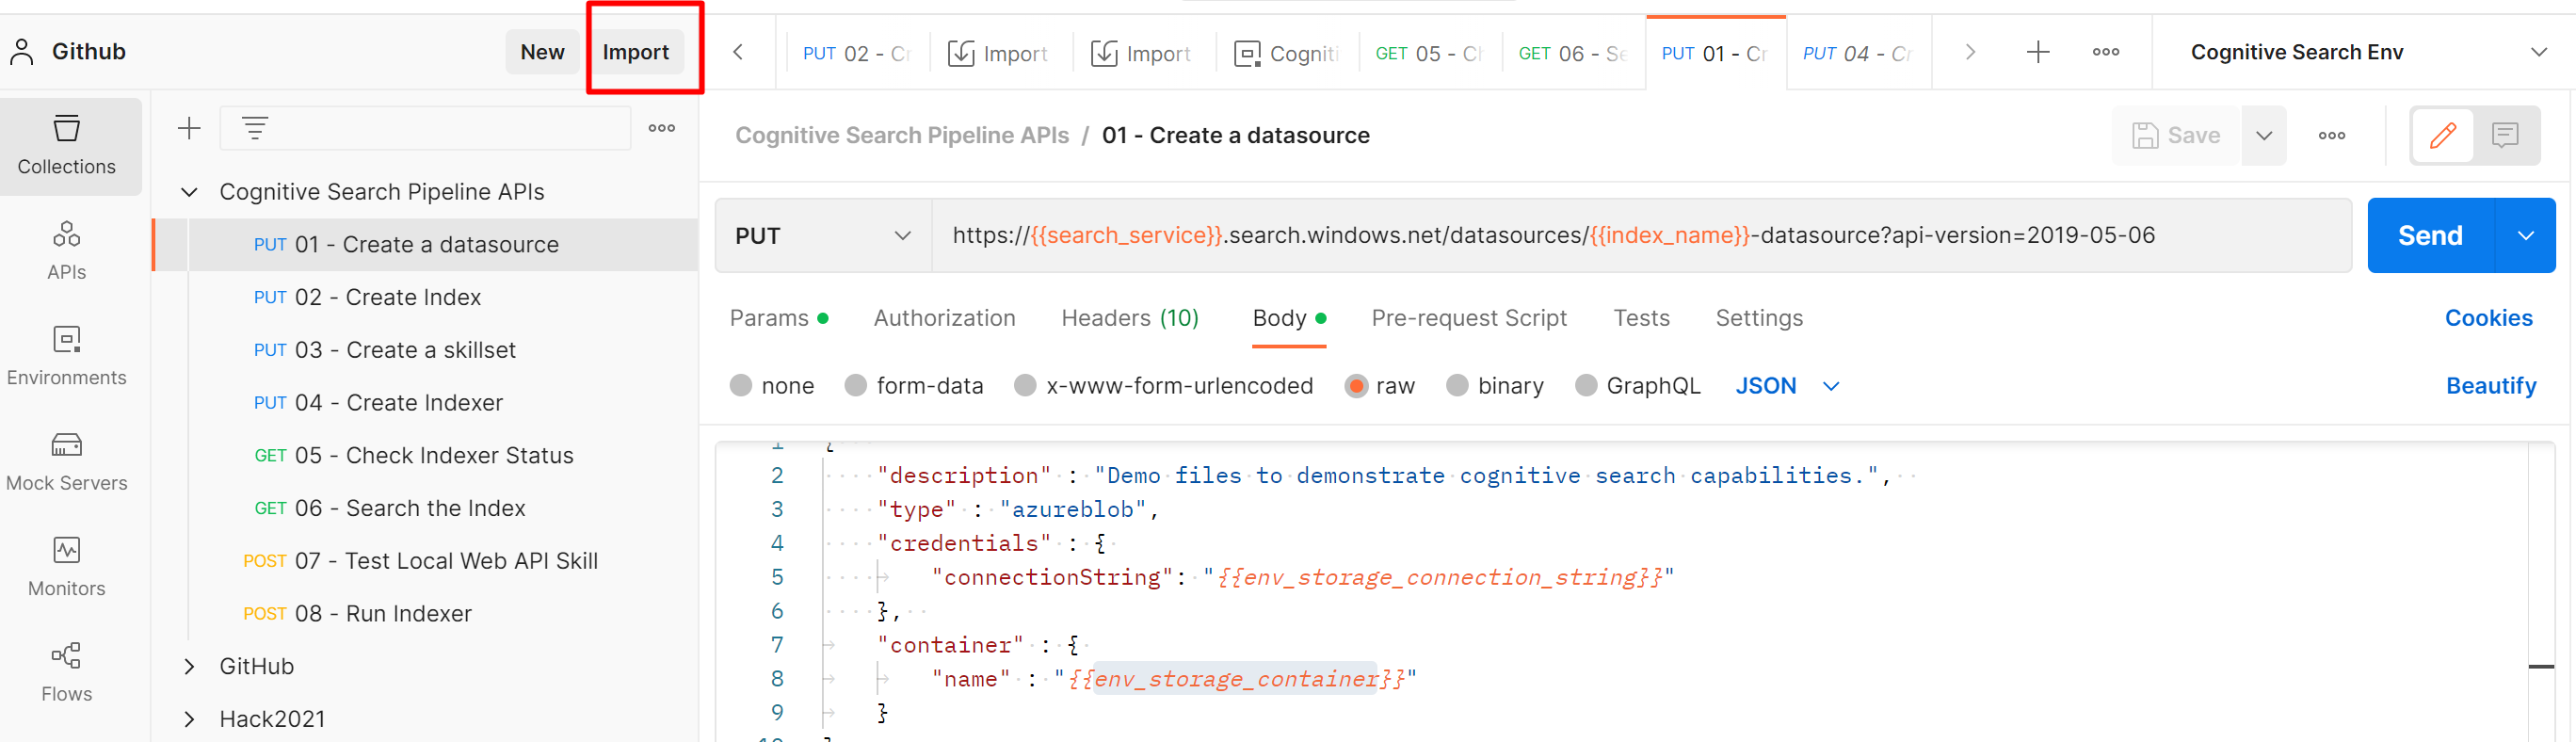 Github
New
Import
PUT 02 - Cr
Import
Import
Cogniti
GET 05 - Ch
GET 06 - Se
PUT 01 - Cr
PUT 04 - Cr
Cognitive Search Env
Collections
APIs
Environments
Mock Servers
Monitors
Flows
Cognitive Search Pipeline APIs
PUT 01 - Create a datasource
PUT 02 - Create Index
PUT 03 - Create a skillset
PUT 04 - Create Indexer
GET 05 - Check Indexer Status
GET 06 - Search the Index
POST 07 - Test Local Web API Skill
POST 08 - Run Indexer
GitHub
Hack2021
Cognitive Search Pipeline APIs / 01 - Create a datasource
Save
PUT
https://{{search_service}}.search.windows.net/datasources/{{index_name}}-datasource?api-version=2019-05-06
Send
Params
Authorization
Headers (10)
Body
Pre-request Script
Tests
Settings
Cookies
none
form-data
x-www-form-urlencoded
raw
binary
GraphQL
JSON
Beautify
1 {
2 "description" : "Demo files to demonstrate cognitive search capabilities.",
3 "type" : "azureblob",
4 "credentials" : {
5 "connectionString": "{{env_storage_connection_string}}"
6 },
7 "container" : {
8 "name" : "{{env_storage_container}}"
9 }